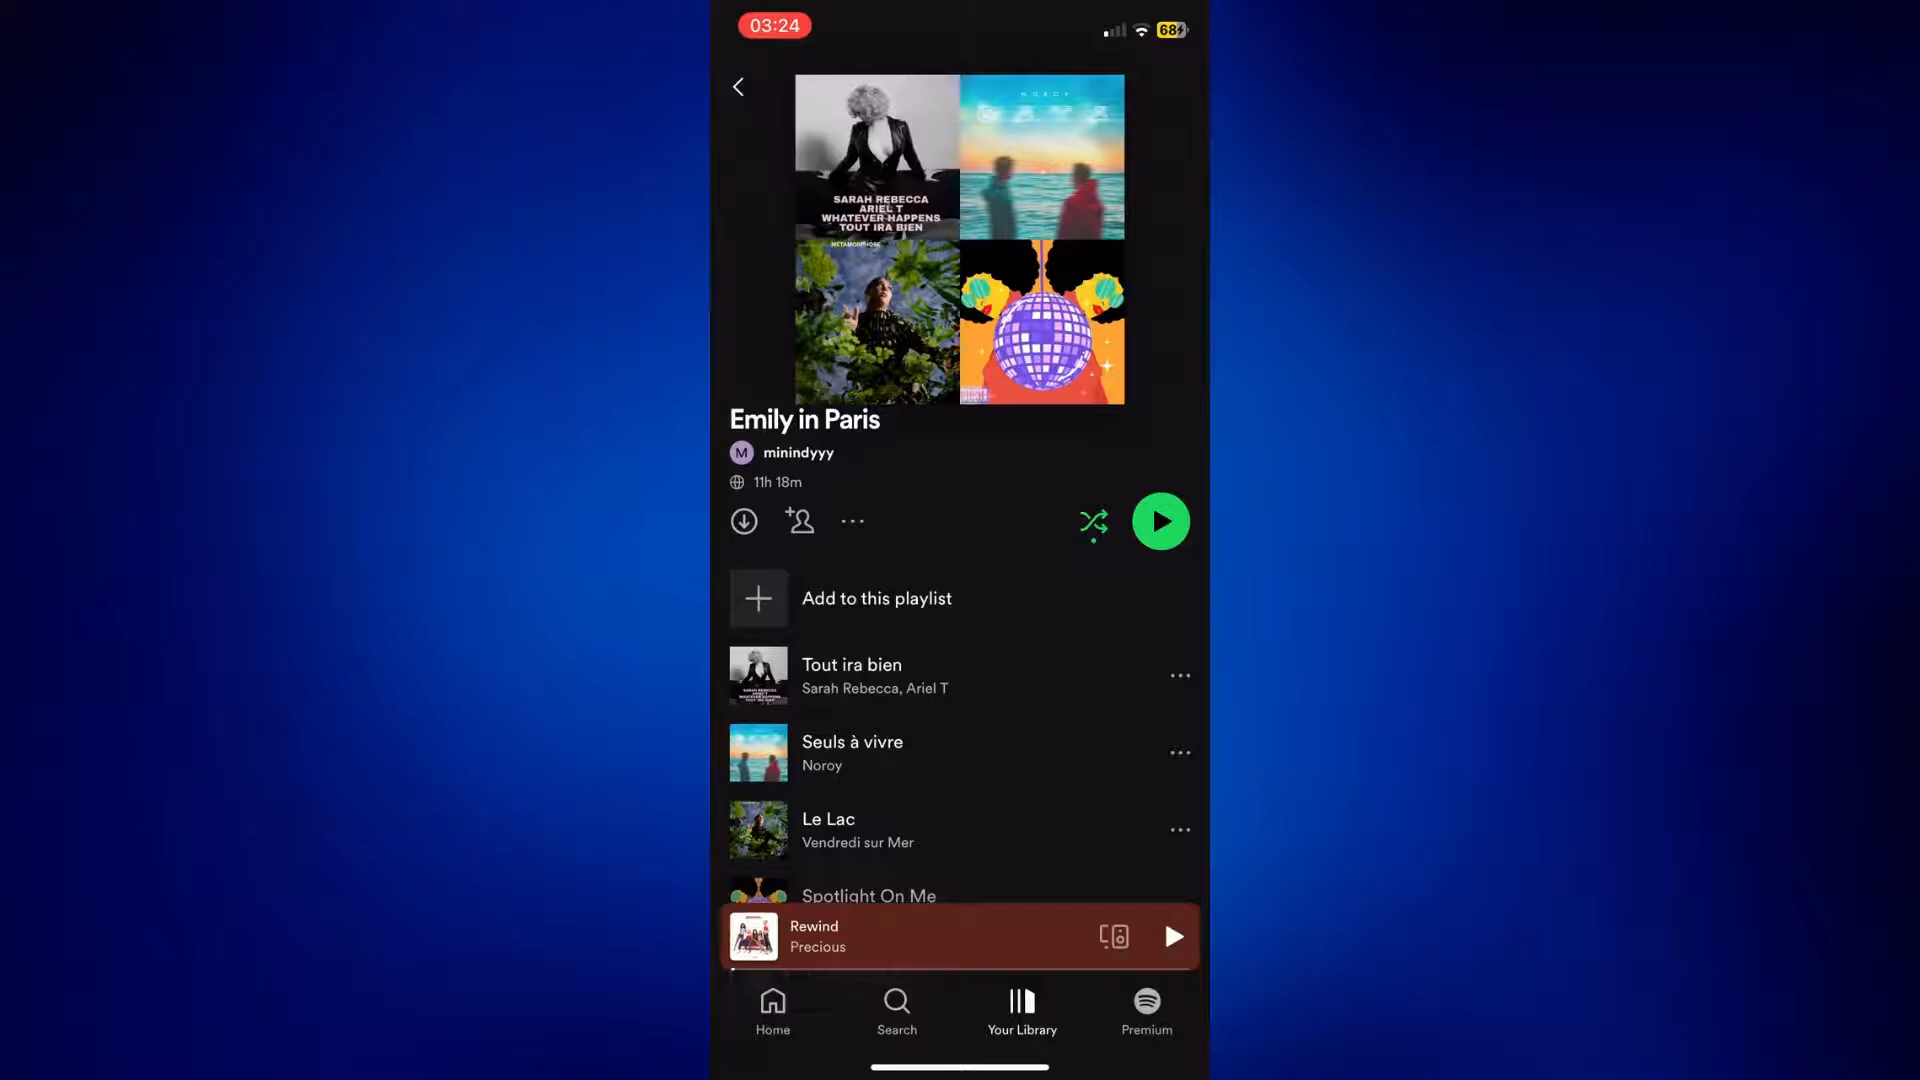 03:24
68
NOROY
SARAH REBECCA
ARIEL T
WHATEVER HAPPENS
TOUT IRA BIEN
METAMORPHOSE
Emily in Paris
M minindyyy
11h 18m
Add to this playlist
Tout ira bien
Sarah Rebecca, Ariel T
Seuls à vivre
Noroy
Le Lac
Vendredi sur Mer
Spotlight On Me
Rewind
Precious
Home
Search
Your Library
Premium